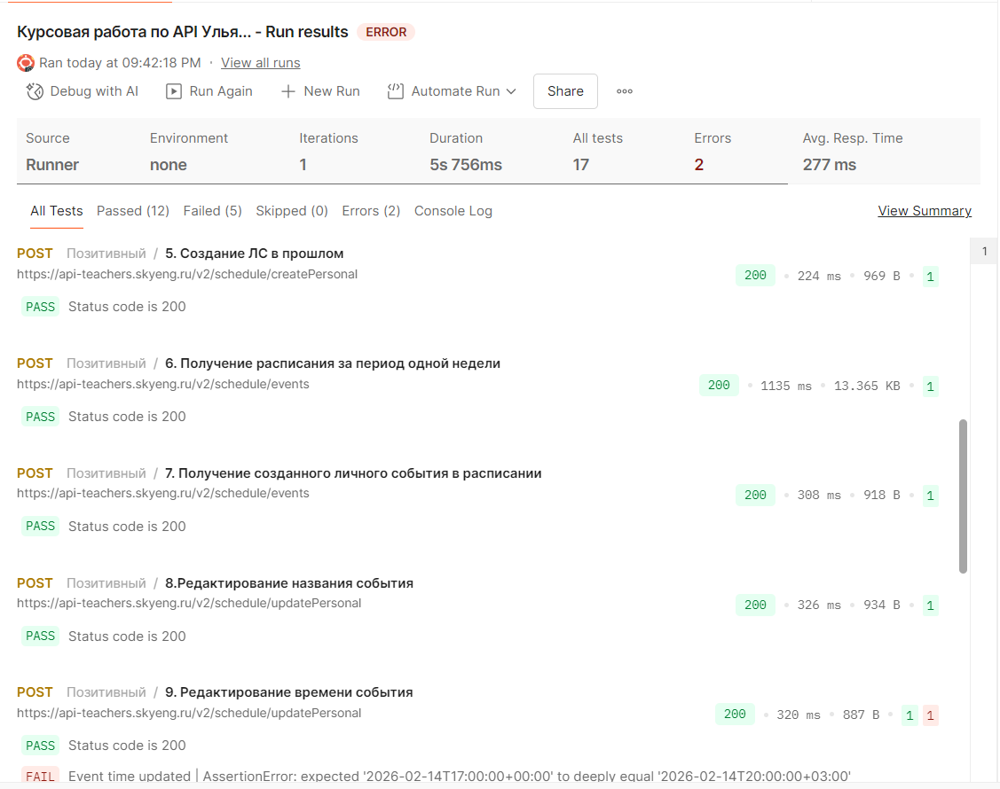 Курсовая работа по API Улья... - Run results ERROR
Ran today at 09:42:18 PM · View all runs
Debug with AI Run Again New Run Automate Run Share
Source Environment Iterations Duration All tests Errors Avg. Resp. Time
Runner none 1 5s 756ms 17 2 277 ms
All Tests Passed (12) Failed (5) Skipped (0) Errors (2) Console Log View Summary
1
POST Позитивный / 5. Создание ЛС в прошлом
https://api-teachers.skyeng.ru/v2/schedule/createPersonal
200 • 224 ms • 969 B • 1
PASS Status code is 200
POST Позитивный / 6. Получение расписания за период одной недели
https://api-teachers.skyeng.ru/v2/schedule/events
200 • 1135 ms • 13.365 KB • 1
PASS Status code is 200
POST Позитивный / 7. Получение созданного личного события в расписании
https://api-teachers.skyeng.ru/v2/schedule/events
200 • 308 ms • 918 B • 1
PASS Status code is 200
POST Позитивный / 8.Редактирование названия события
https://api-teachers.skyeng.ru/v2/schedule/updatePersonal
200 • 326 ms • 934 B • 1
PASS Status code is 200
POST Позитивный / 9. Редактирование времени события
https://api-teachers.skyeng.ru/v2/schedule/updatePersonal
200 • 320 ms • 887 B • 1 1
PASS Status code is 200
FAIL Event time updated | AssertionError: expected '2026-02-14T17:00:00+00:00' to deeply equal '2026-02-14T20:00:00+03:00'